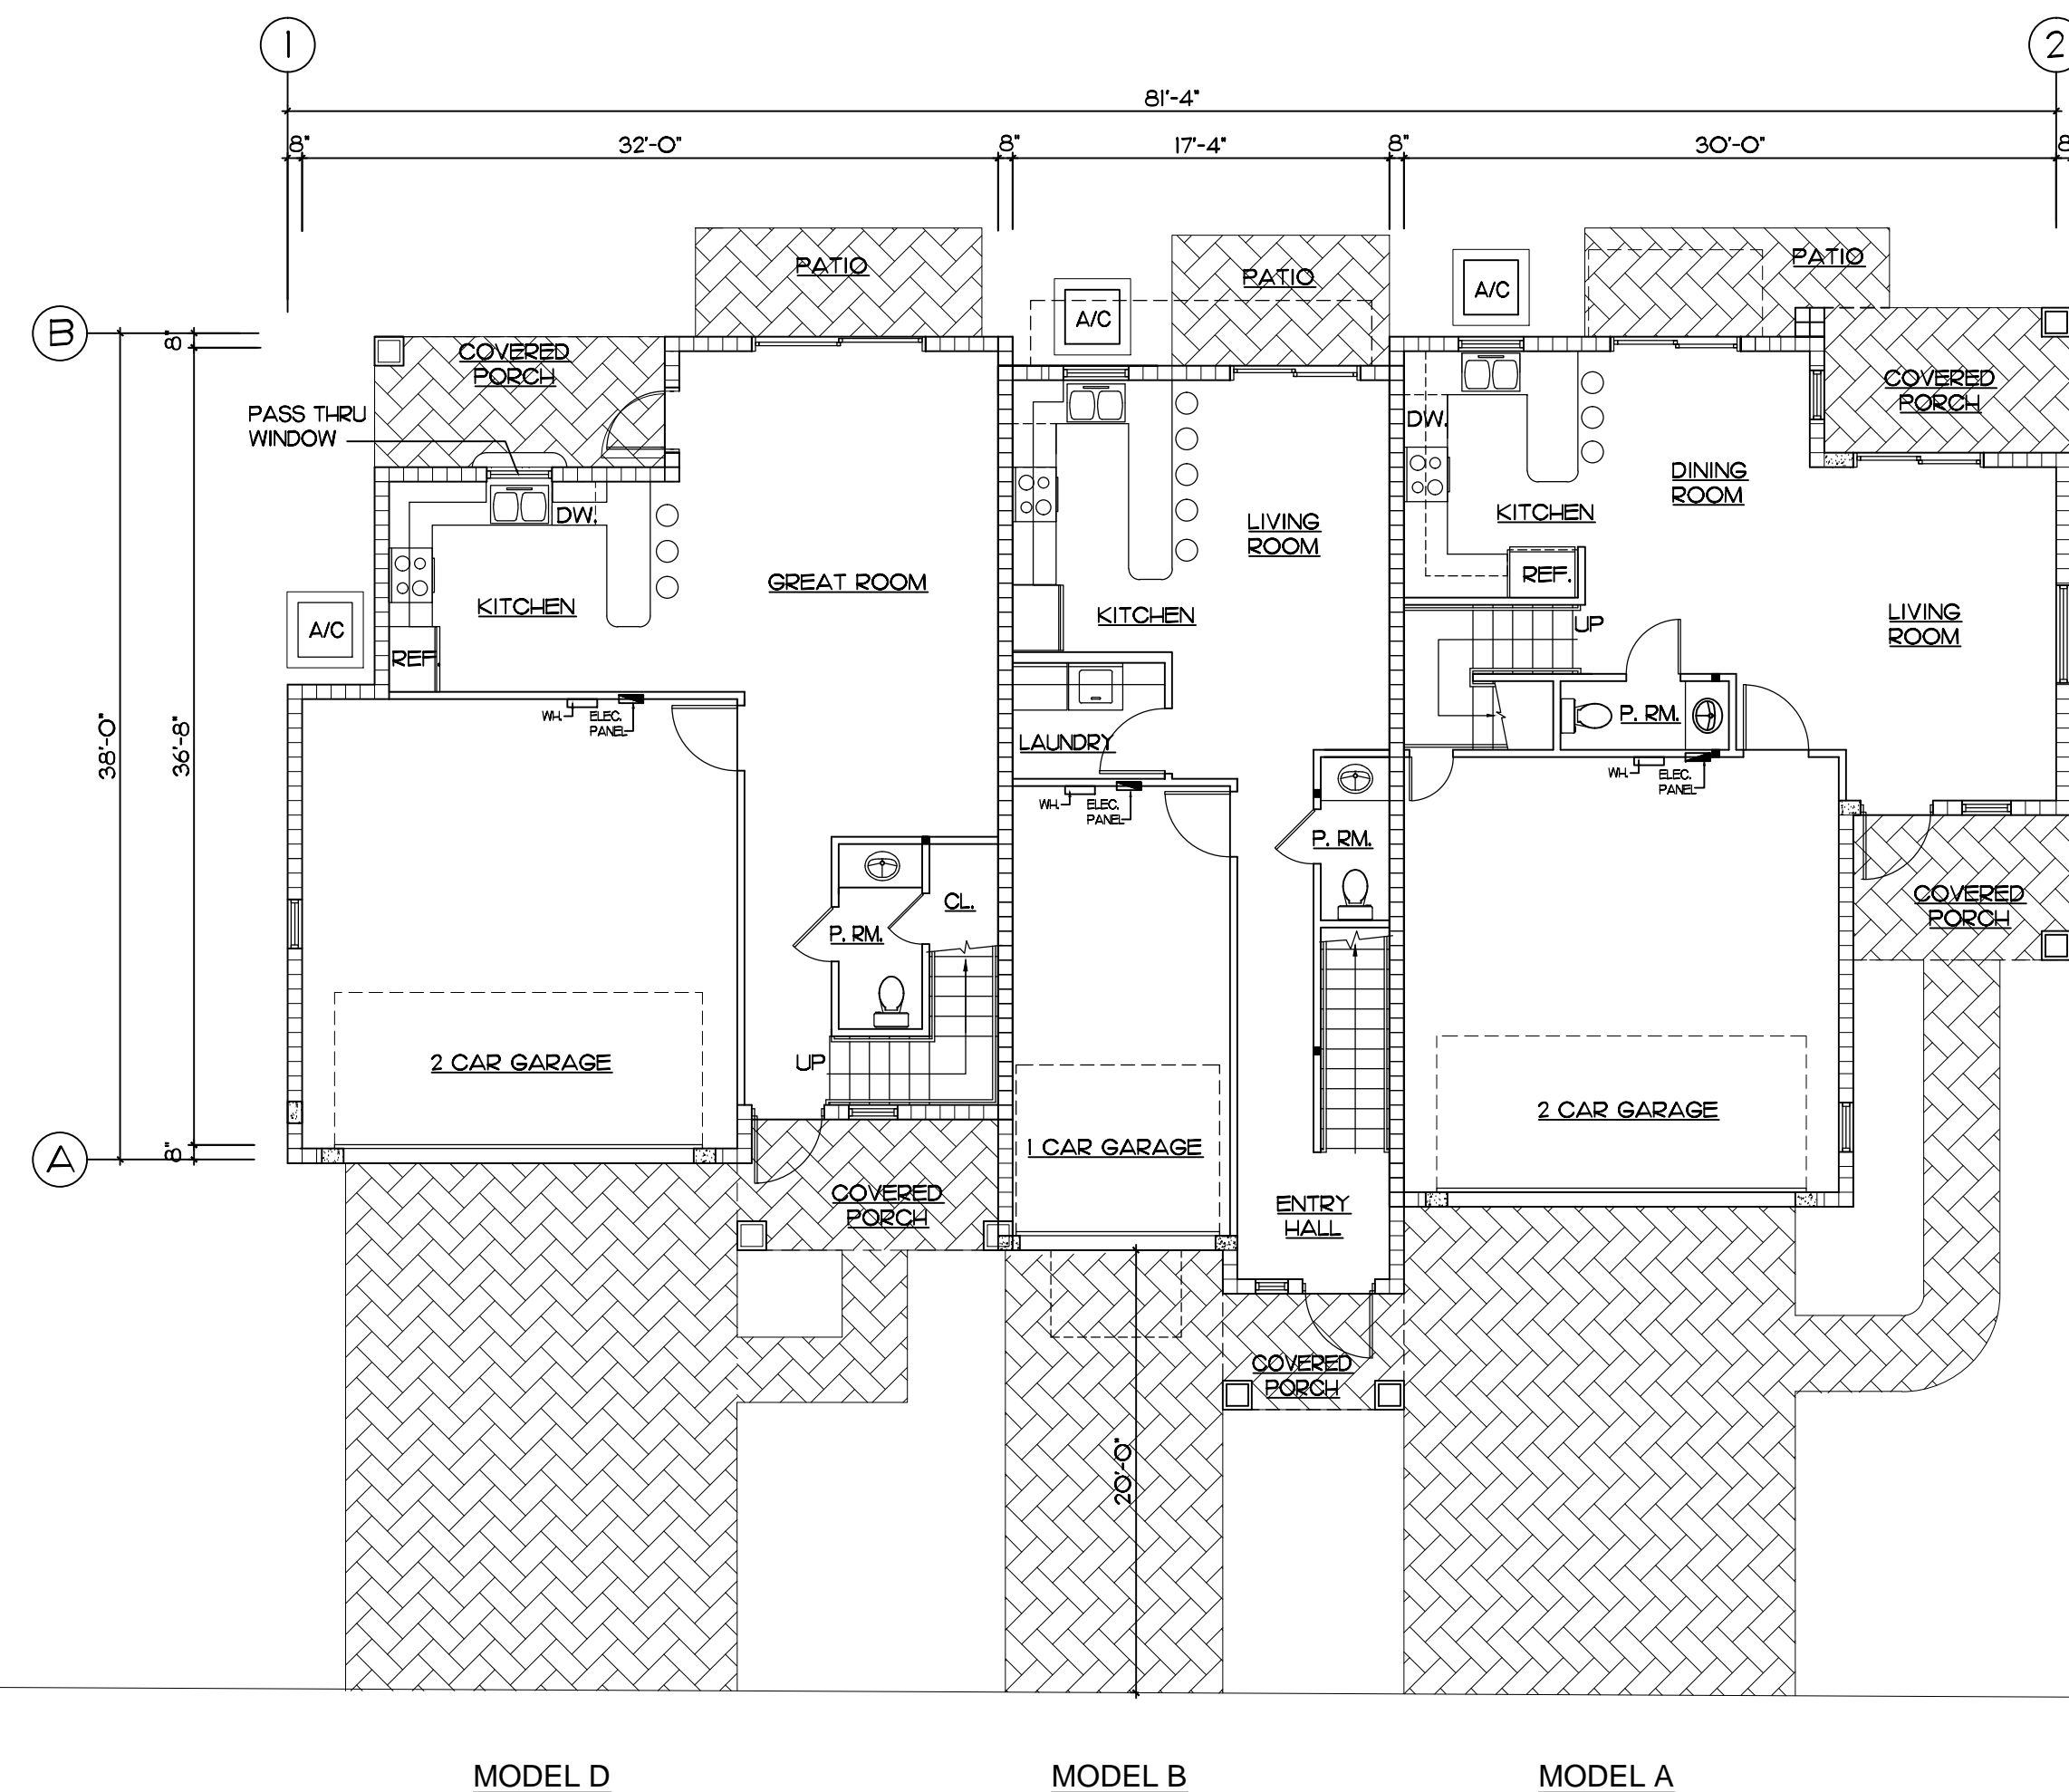 1
2
81'-4"
8"
32'-0"
8"
17'-4"
8"
30'-0"
8
PATIO
PATIO
PATIO
A/C
A/C
B
8"
COVERED
PORCH
COVERED
PORCH
PASS THRU
WINDOW
DW.
DW.
DINING
ROOM
KITCHEN
LIVING
ROOM
GREAT ROOM
REF.
KITCHEN
KITCHEN
UP
LIVING
ROOM
A/C
REF.
38'-0"
36'-8"
WH.
ELEC.
PANEL
P. RM.
LAUNDRY
WH.
ELEC.
PANEL
WH.
ELEC.
PANEL
P. RM.
CL.
P. RM.
COVERED
PORCH
UP
2 CAR GARAGE
2 CAR GARAGE
1 CAR GARAGE
A
8"
COVERED
PORCH
ENTRY
HALL
COVERED
PORCH
20'-0"
MODEL D
MODEL B
MODEL A